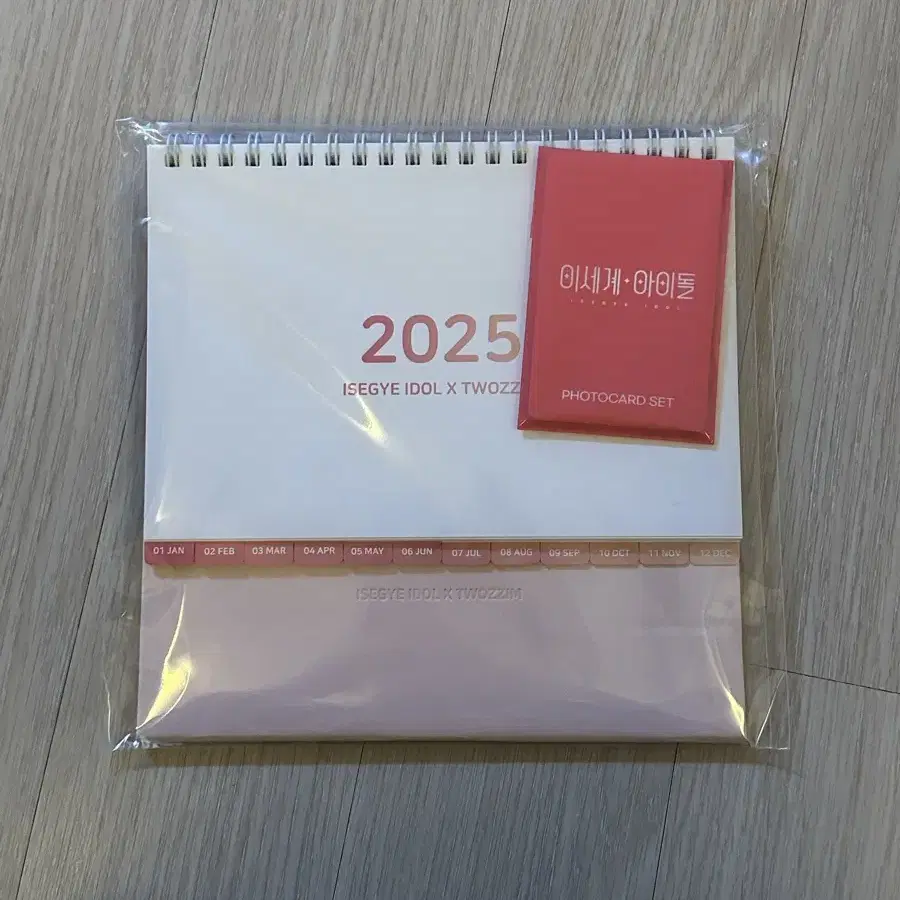 2025
ISEGYE IDOL X TWOZZ
이세계아이돌
ISEGYE IDOL
PHOTOCARD SET
01 JAN 02 FEB 03 MAR 04 APR 05 MAY 06 JUN 07 JUL 08 AUG 09 SEP 10 OCT 11 NOV 12 DEC
ISEGYE IDOL X TWOZZIM